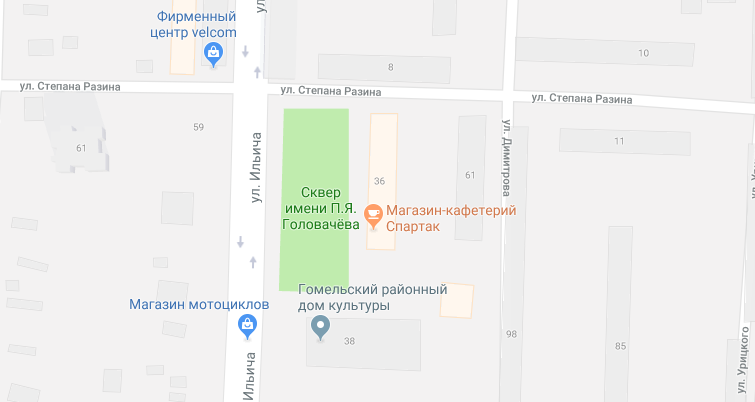 ул. Ильича
Фирменный
центр velcom
8
10
ул. Степана Разина
ул. Степана Разина
ул. Степана Разина
59
61
ул. Ильича
ул. Димитрова
11
36
61
Сквер
имени П.Я.
Головачёва
Магазин-кафетерий
Спартак
Гомельский районный
дом культуры
Магазин мотоциклов
38
98
85
Ильича
ул. Урицкого